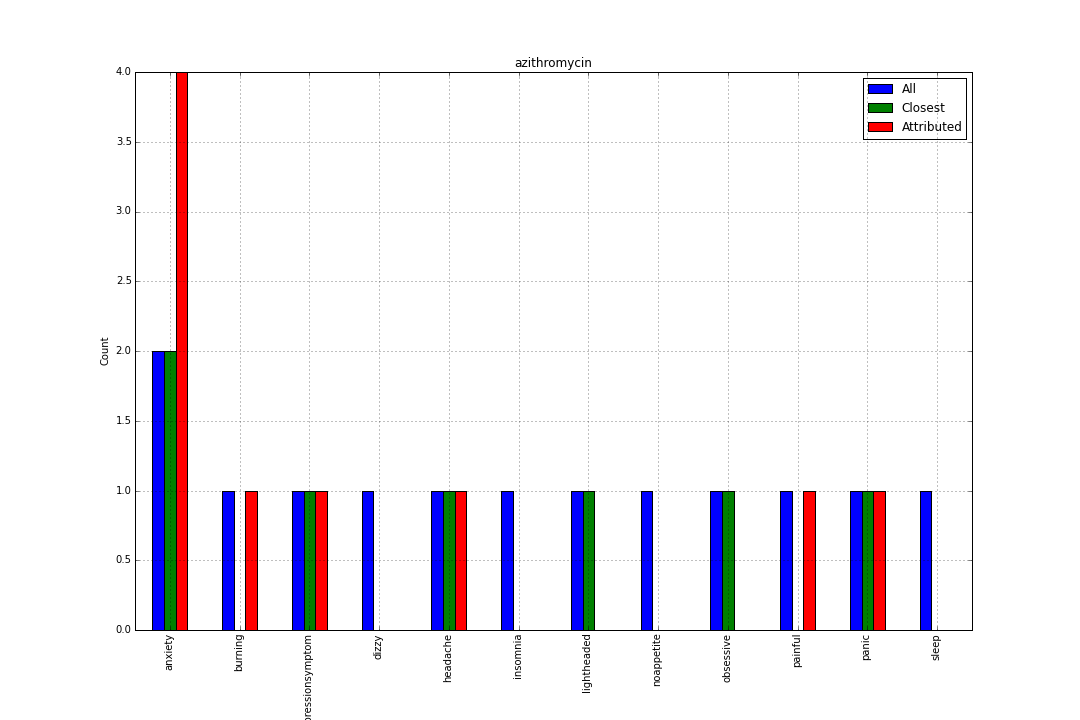 azithromycin
All
Closest
Attributed
4.0
3.5
3.0
2.5
2.0
1.5
1.0
0.5
0.0
Count
anxiety
burning
ressionsymptom
dizzy
headache
insomnia
lightheaded
noappetite
obsessive
painful
panic
sleep